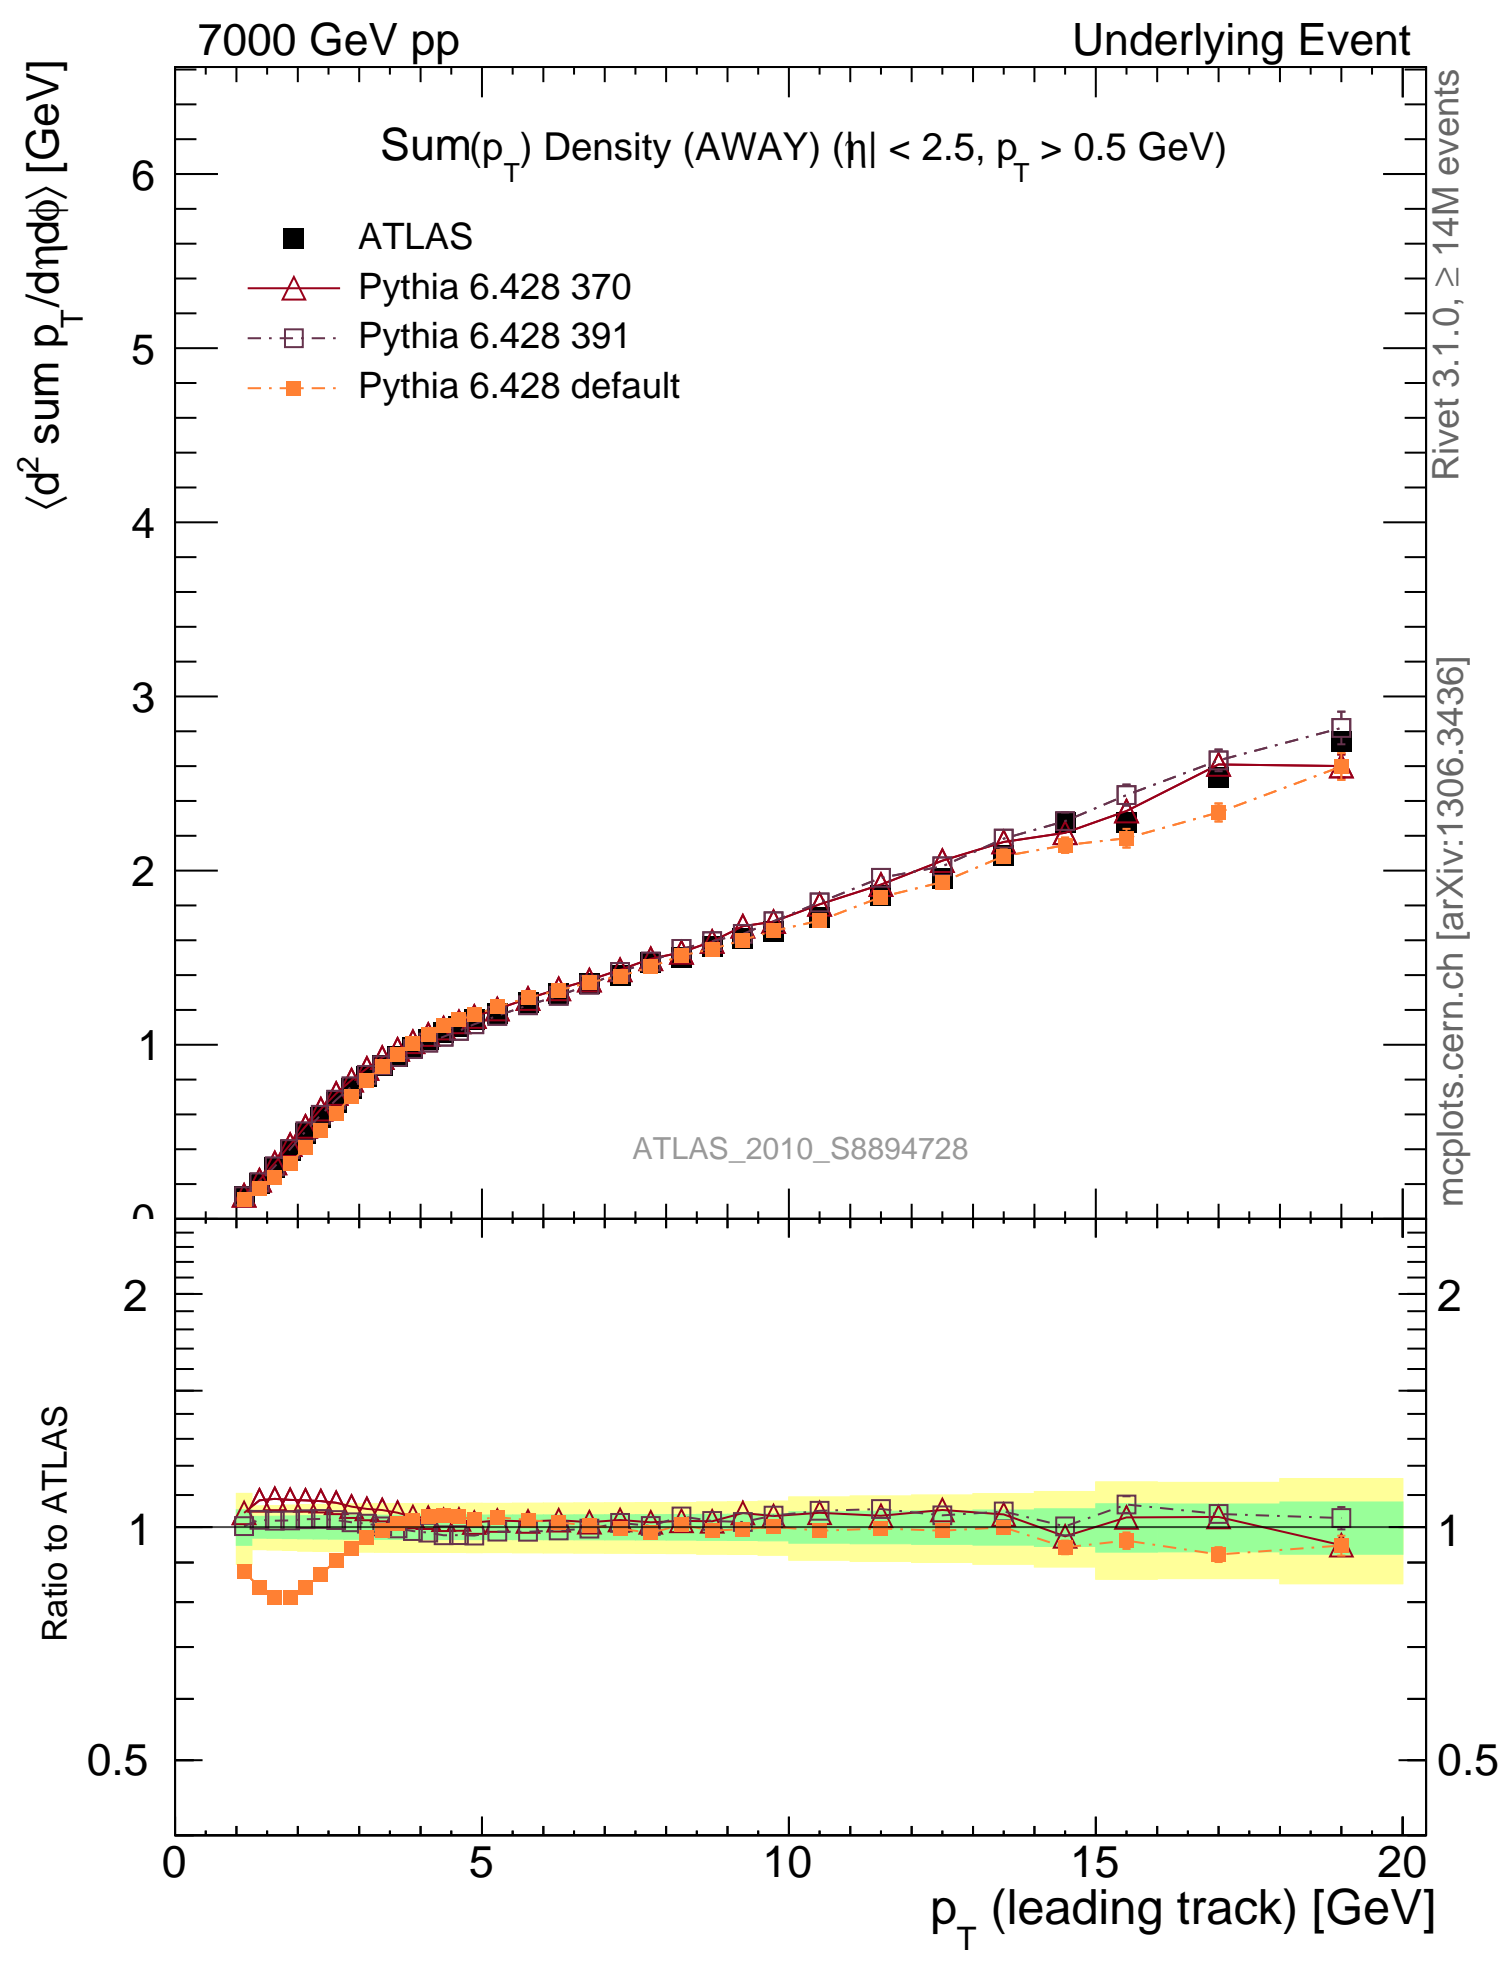 7000 GeV pp
Underlying Event
⟨d² sum p_T/dηdϕ⟩ [GeV]
Sum(p_T) Density (AWAY) (|η| < 2.5, p_T > 0.5 GeV)
ATLAS
Pythia 6.428 370
Pythia 6.428 391
Pythia 6.428 default
6
5
4
3
2
1
0
ATLAS_2010_S8894728
Rivet 3.1.0, ≥ 14M events
mcplots.cern.ch [arXiv:1306.3436]
Ratio to ATLAS
2
1
0.5
2
1
0.5
0
5
10
15
20
p_T (leading track) [GeV]